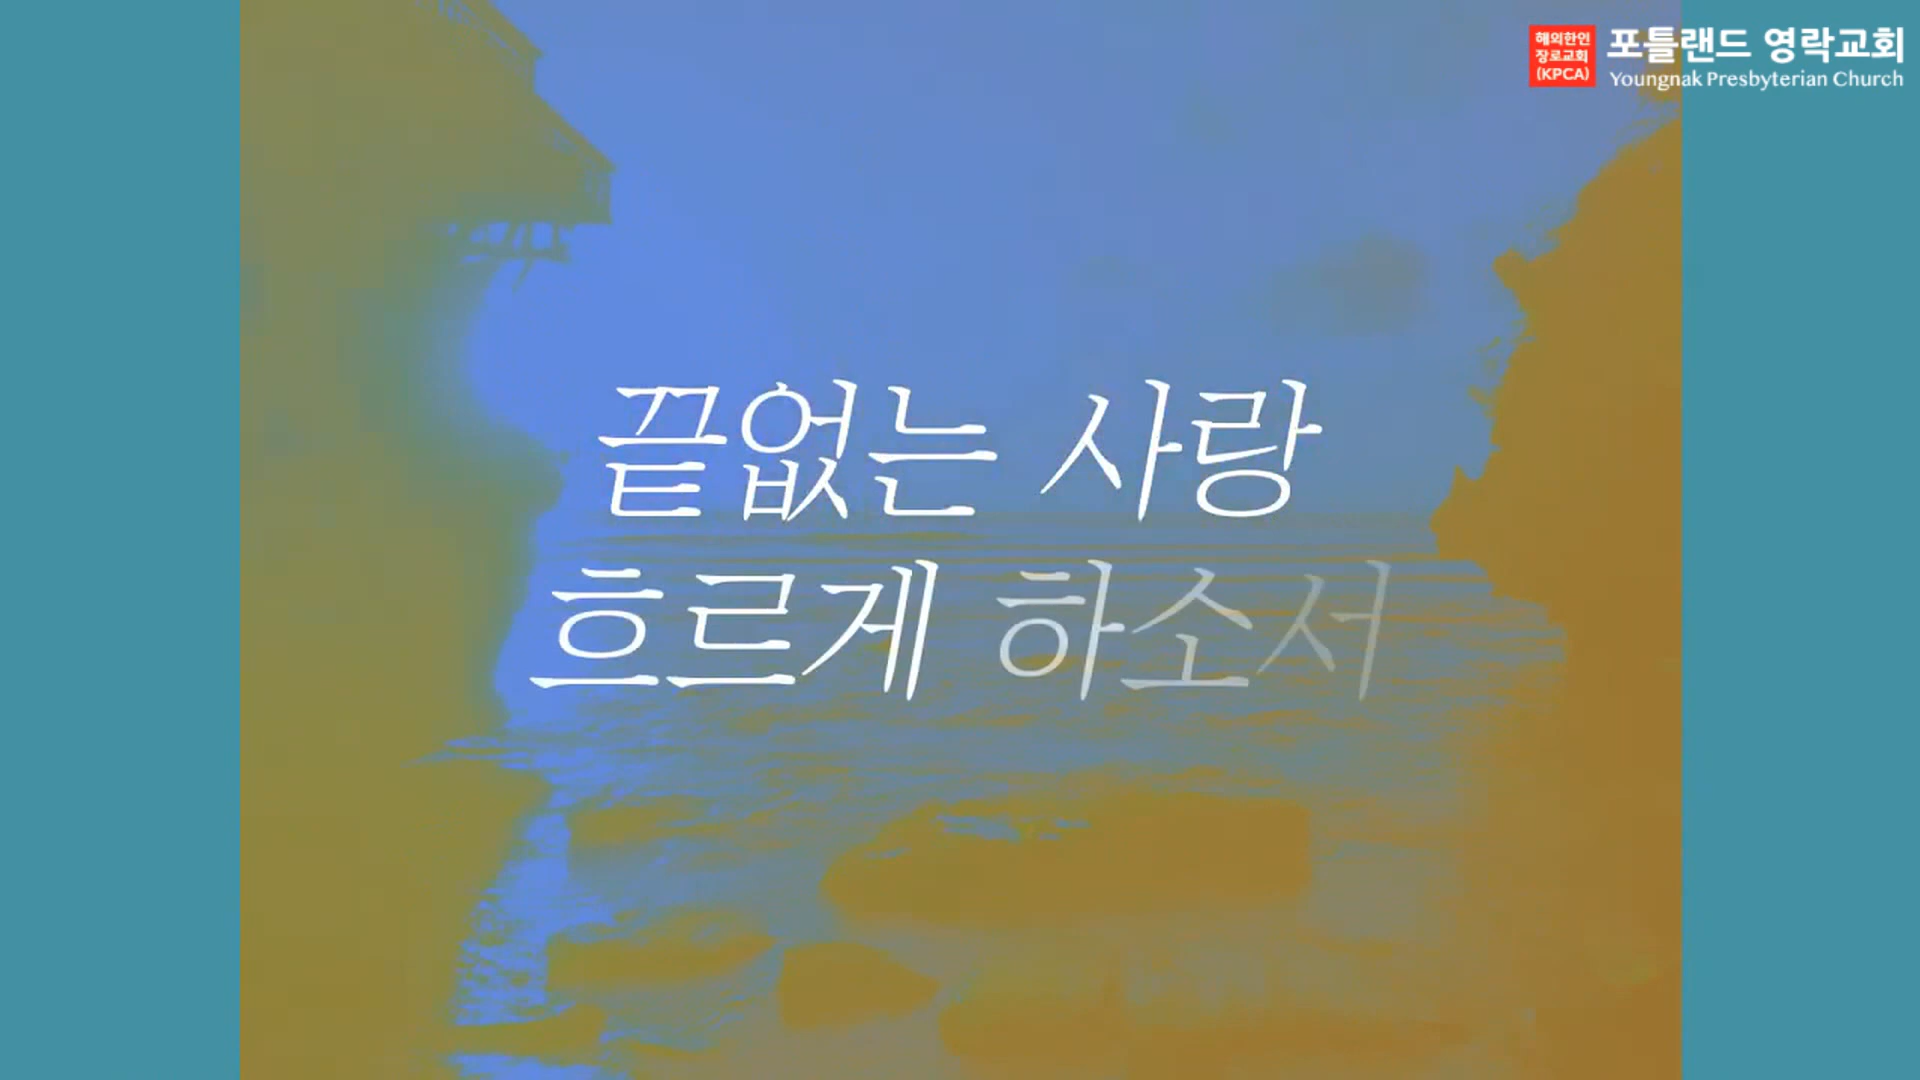 해외한인
장로교회
(KPCA)
포틀랜드 영락교회
Youngnak Presbyterian Church
끝없는 사랑
흐르게 하소서